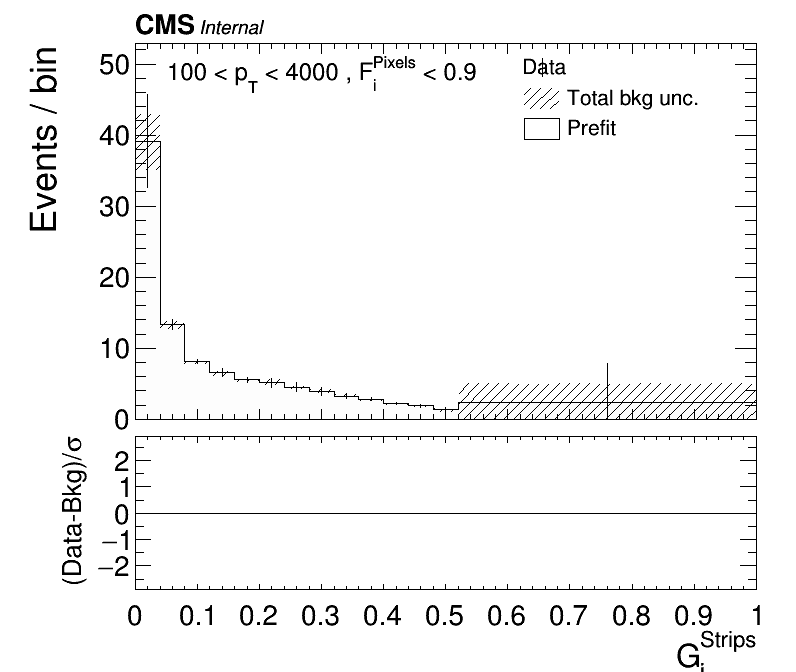 CMS Internal
100 < p_T < 4000 , F_i^Pixels < 0.9
Data
Total bkg unc.
Prefit
Events / bin
50
40
30
20
10
0
(Data-Bkg)/σ
2
1
0
−1
−2
0 0.1 0.2 0.3 0.4 0.5 0.6 0.7 0.8 0.9 1
G_i^Strips